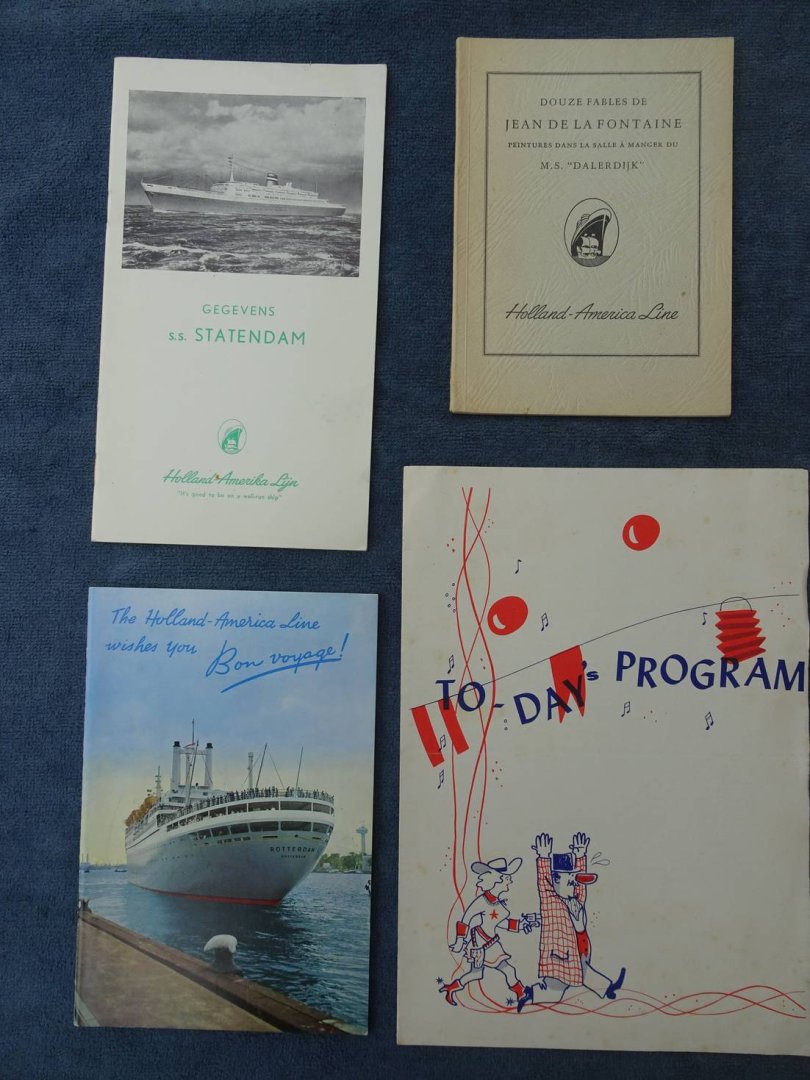 GEGEVENS
s.s. STATENDAM
Holland-Amerika Lijn
"It's good to be on a well-run ship"
DOUZE FABLES DE
JEAN DE LA FONTAINE
PEINTURES DANS LA SALLE À MANGER DU
M.S. "DALERDIJK"
Holland-America Line
The Holland-America Line
wishes you
Bon voyage!
ROTTERDAM
ROTTERDAM
TO-DAY's PROGRAM